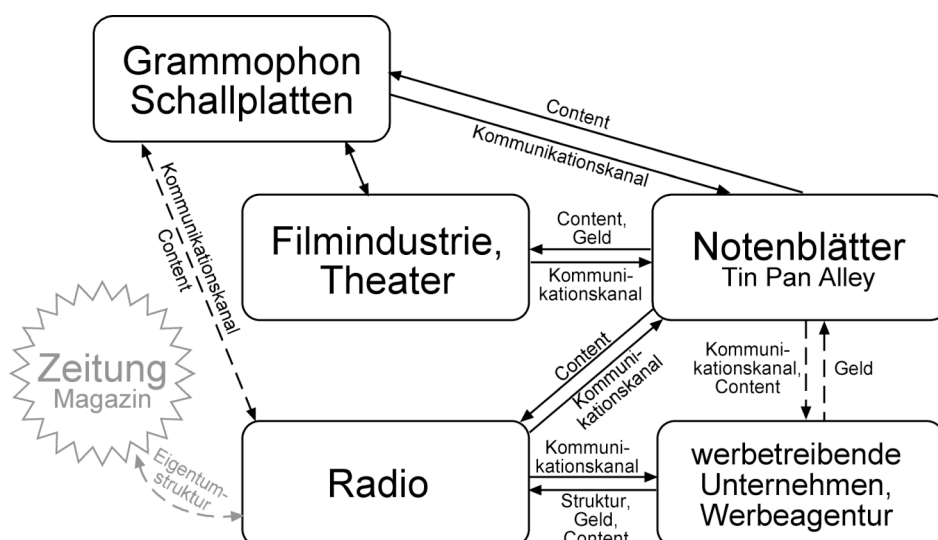 Grammophon
Schallplatten
Content
Kommunikationskanal
Kommunikationskanal
Content
Filmindustrie,
Theater
Content,
Geld
Kommuni-
kationskanal
Notenblätter
Tin Pan Alley
Zeitung
Magazin
Content
Kommuni-
kationskanal
Kommuni-
kationskanal,
Content
Geld
Eigentum-
struktur
Radio
Kommuni-
kationskanal
Struktur,
Geld,
Content
werbetreibende
Unternehmen,
Werbeagentur